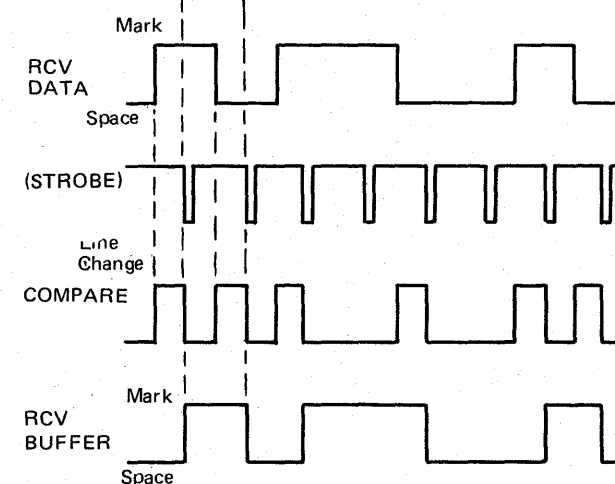 Mark
RCV
DATA
Space
(STROBE)
Line
Change
COMPARE
Mark
RCV
BUFFER
Space